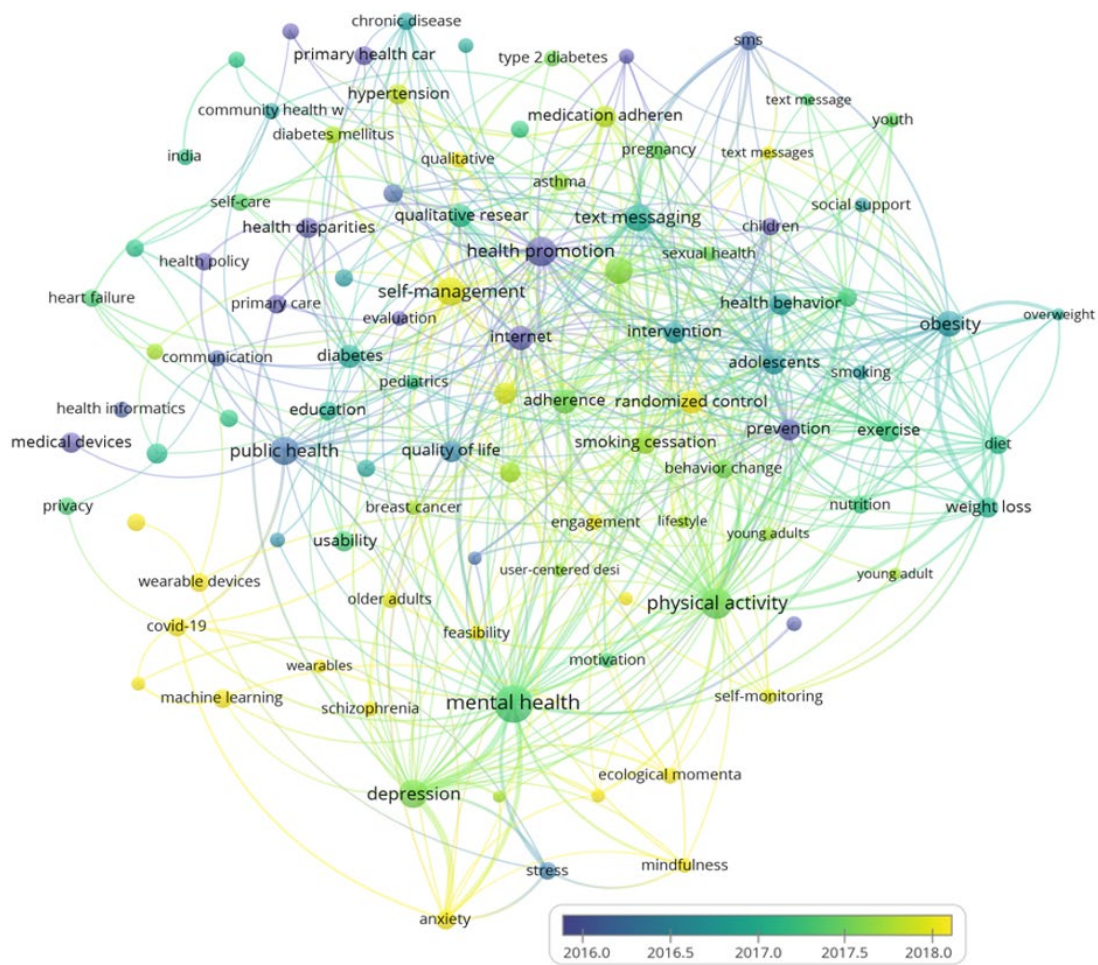 chronic disease
sms
primary health car
type 2 diabetes
hypertension
text message
community health w
medication adheren
youth
diabetes mellitus
pregnancy
text messages
india
qualitative
asthma
self-care
social support
qualitative resear
text messaging
health disparities
children
health promotion
sexual health
health policy
self-management
heart failure
primary care
health behavior
overweight
evaluation
obesity
internet
intervention
communication
diabetes
adolescents
smoking
pediatrics
health informatics
education
adherence
randomized control
medical devices
prevention
exercise
public health
quality of life
smoking cessation
diet
behavior change
privacy
breast cancer
nutrition
weight loss
engagement
lifestyle
usability
young adults
wearable devices
user-centered desi
young adult
older adults
physical activity
covid-19
feasibility
wearables
motivation
machine learning
schizophrenia
mental health
self-monitoring
ecological momenta
depression
stress
mindfulness
anxiety
2016.0 2016.5 2017.0 2017.5 2018.0